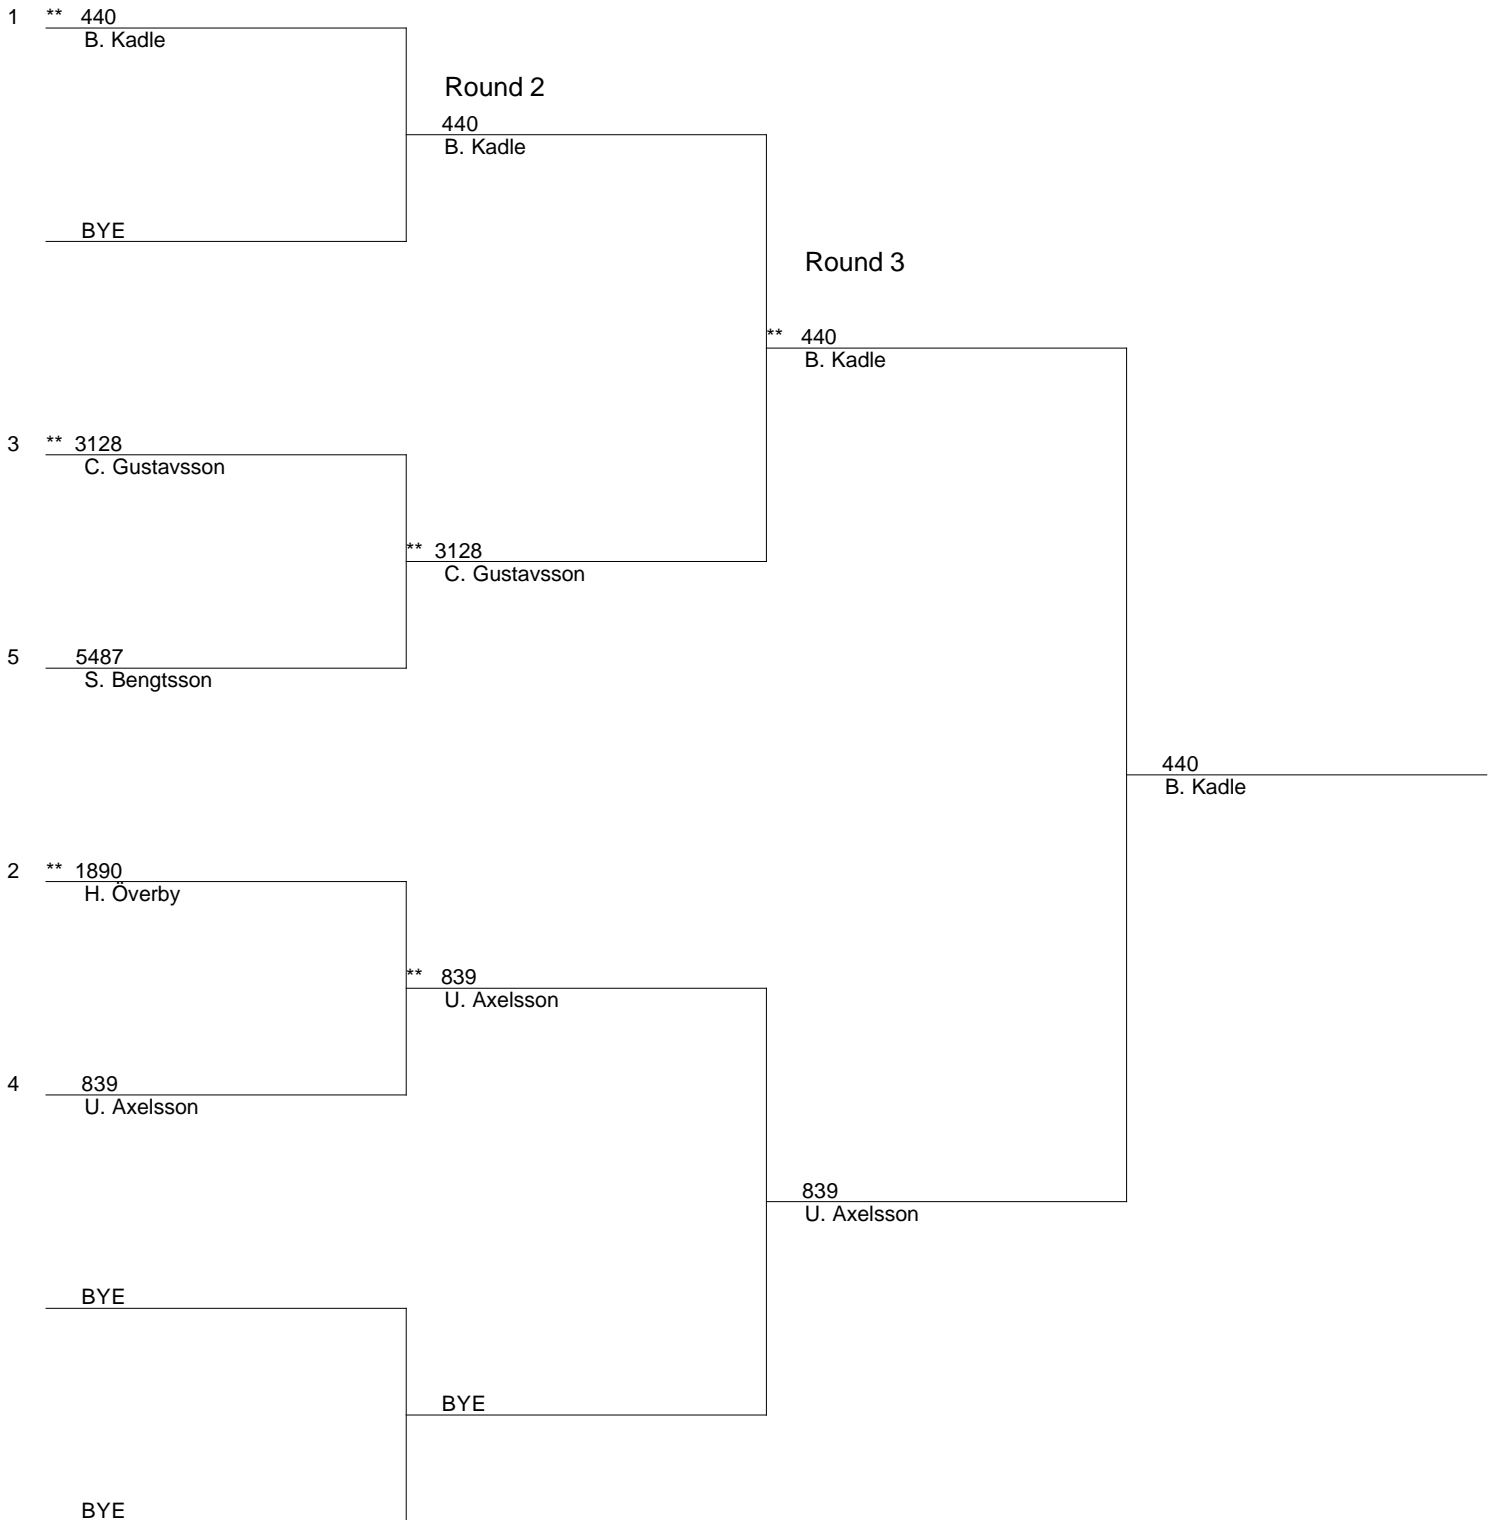 1 ** 440
B. Kadle
Round 2
440
B. Kadle
BYE
Round 3
** 440
B. Kadle
3 ** 3128
C. Gustavsson
** 3128
C. Gustavsson
5 5487
S. Bengtsson
440
B. Kadle
2 ** 1890
H. Överby
** 839
U. Axelsson
4 839
U. Axelsson
839
U. Axelsson
BYE
BYE
BYE